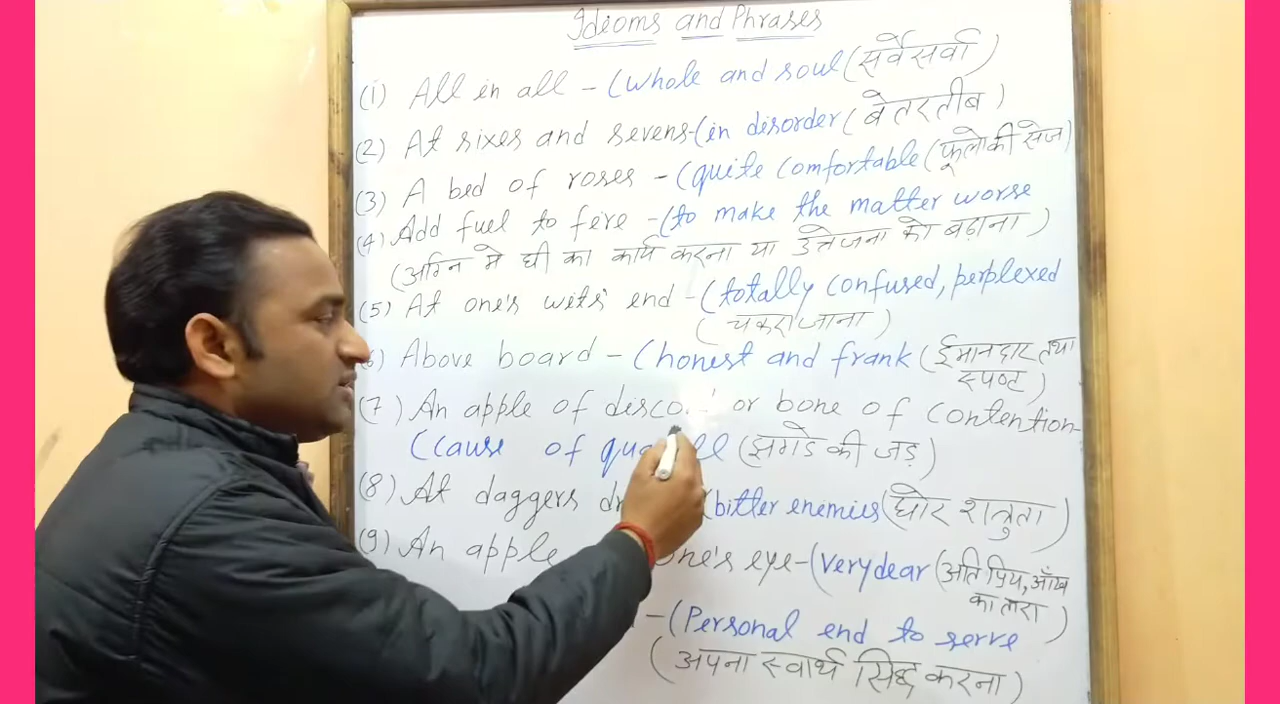 Idioms and Phrases
(1) All in all - (whole and soul (सर्वेसर्वा)
(2) At sixes and sevens-(in disorder (बेतरतीब)
(3) A bed of roses - (quite comfortable (फूलो की सेज)
(4) Add fuel to fire - (to make the matter worse
(अग्नि मे घी का कार्य करना या उत्तेजना को बढ़ाना)
(5) At one's wits' end - (totally confused, perplexed
(चकरा जाना)
6) Above board - (honest and frank (ईमानदार तथा
स्पष्ट)
(7) An apple of or bone of contention-
(cause of (झगडे की जड़)
(8) At daggers (bitter enemies (घोर शत्रुता)
(9) An apple one's eye-(very dear (अति प्रिय, आँख
का तारा)
- (Personal end to serve
(अपना स्वार्थ सिद्ध करना)